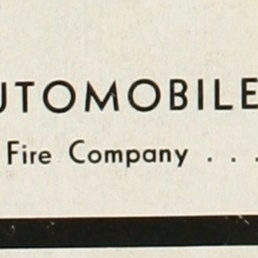 UTOMOBILE
Fire Company . . .